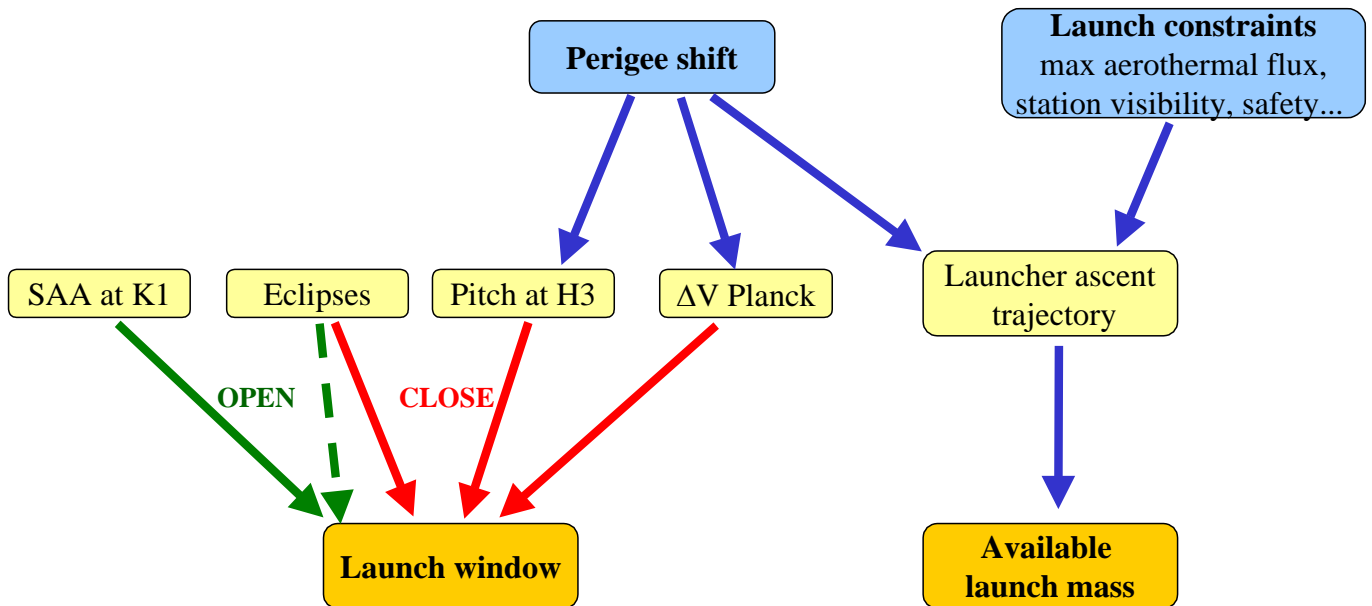 Perigee shift
Launch constraints
max aerothermal flux,
station visibility, safety...
SAA at K1
Eclipses
Pitch at H3
ΔV Planck
Launcher ascent
trajectory
OPEN
CLOSE
Launch window
Available
launch mass